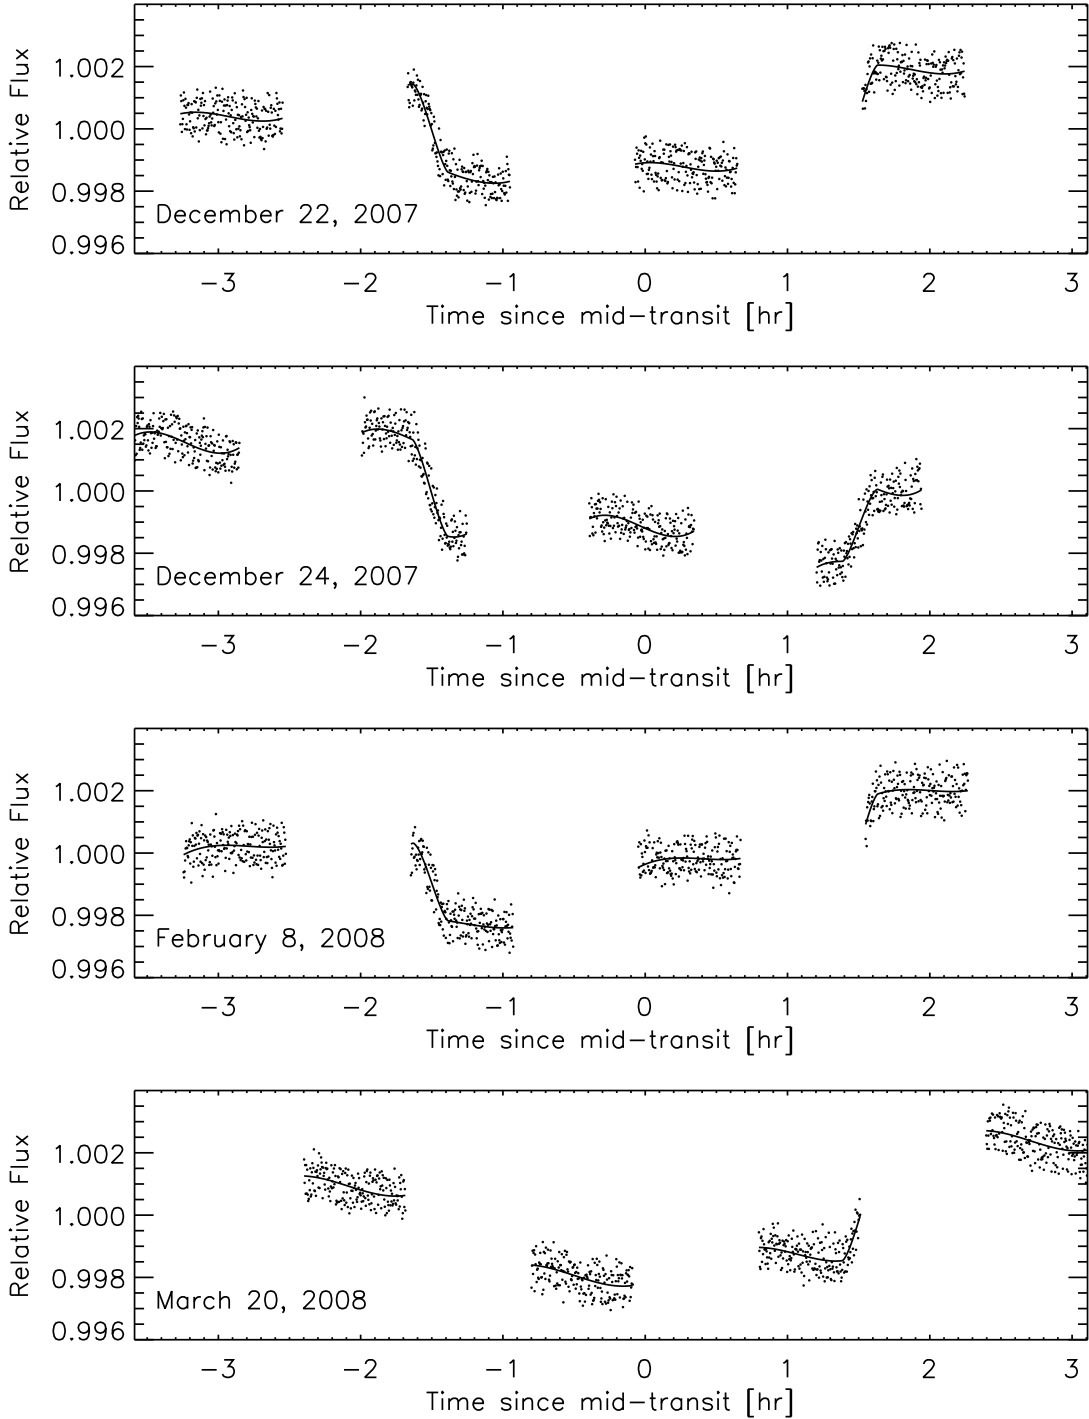 Relative Flux
1.002
1.000
0.998
0.996
December 22, 2007
−3 −2 −1 0 1 2 3
Time since mid−transit [hr]
Relative Flux
1.002
1.000
0.998
0.996
December 24, 2007
−3 −2 −1 0 1 2 3
Time since mid−transit [hr]
Relative Flux
1.002
1.000
0.998
0.996
February 8, 2008
−3 −2 −1 0 1 2 3
Time since mid−transit [hr]
Relative Flux
1.002
1.000
0.998
0.996
March 20, 2008
−3 −2 −1 0 1 2 3
Time since mid−transit [hr]